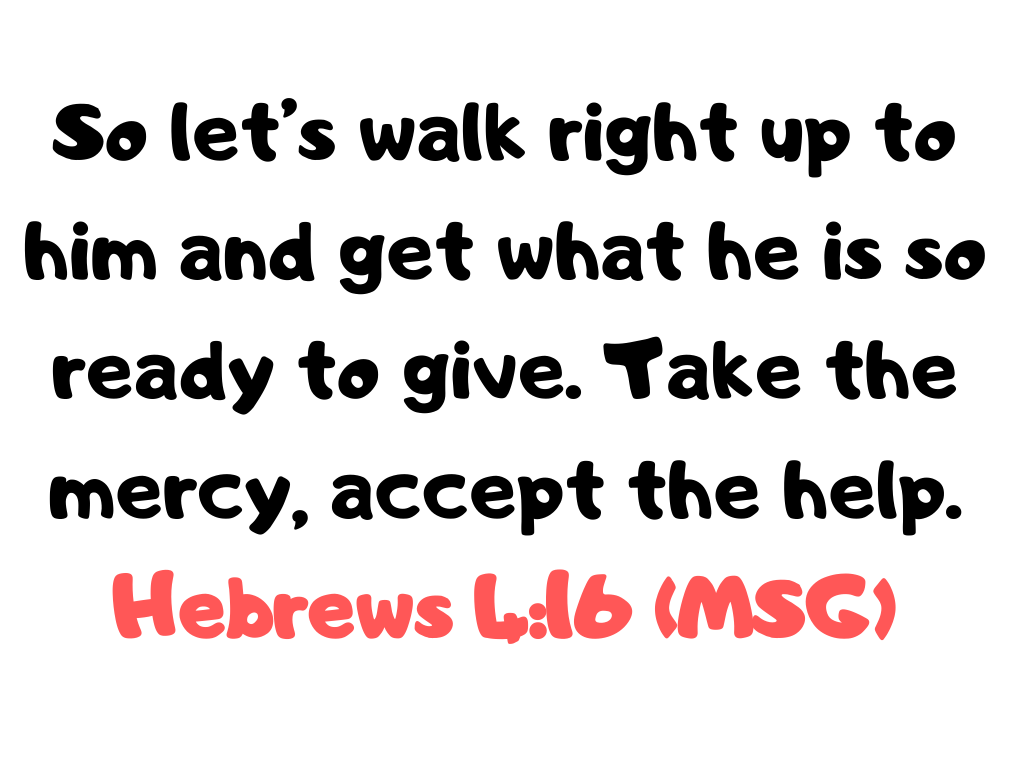 So let’s walk right up to
him and get what he is so
ready to give. Take the
mercy, accept the help.
Hebrews 4:16 (MSG)